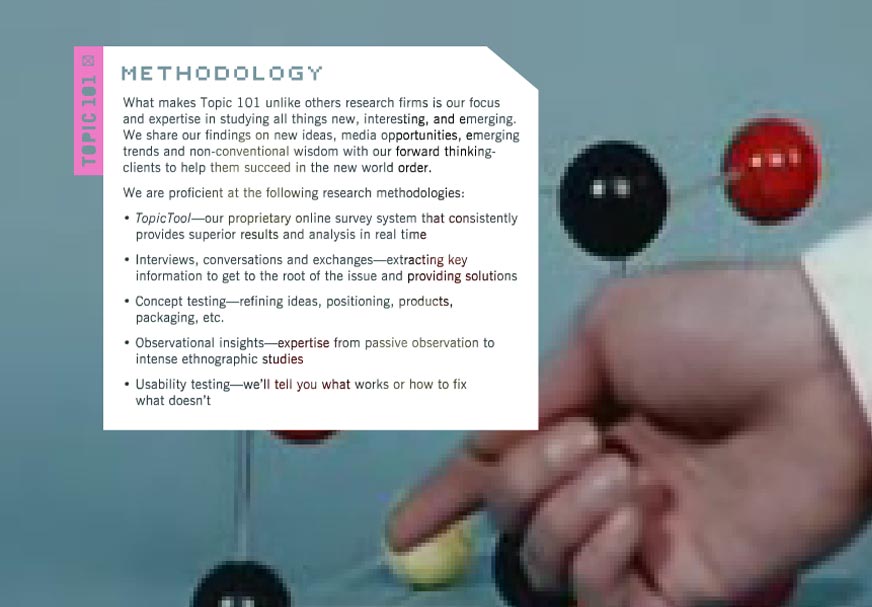 TOPIC 101
METHODOLOGY
What makes Topic 101 unlike others research firms is our focus
and expertise in studying all things new, interesting, and emerging.
We share our findings on new ideas, media opportunities, emerging
trends and non-conventional wisdom with our forward thinking-
clients to help them succeed in the new world order.
We are proficient at the following research methodologies:
• TopicTool—our proprietary online survey system that consistently
provides superior results and analysis in real time
• Interviews, conversations and exchanges—extracting key
information to get to the root of the issue and providing solutions
• Concept testing—refining ideas, positioning, products,
packaging, etc.
• Observational insights—expertise from passive observation to
intense ethnographic studies
• Usability testing—we'll tell you what works or how to fix
what doesn't